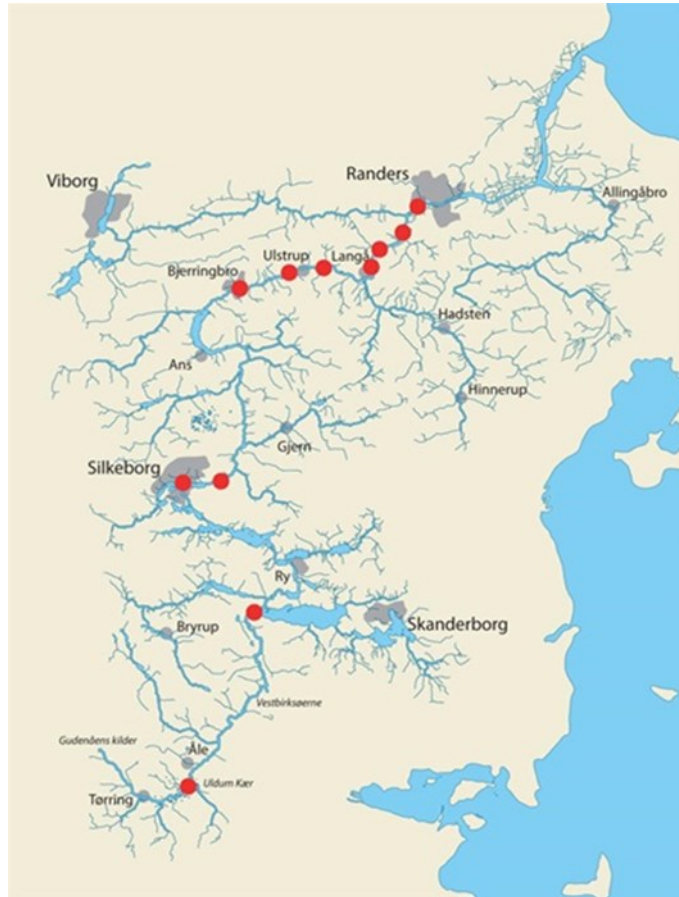 Viborg
Randers
Allingåbro
Ulstrup
Langå
Bjerringbro
Hadsten
Ans
Hinnerup
Gjern
Silkeborg
Ry
Bryrup
Skanderborg
Vestbirksøerne
Gudenåens kilder
Åle
Uldum Kær
Tørring